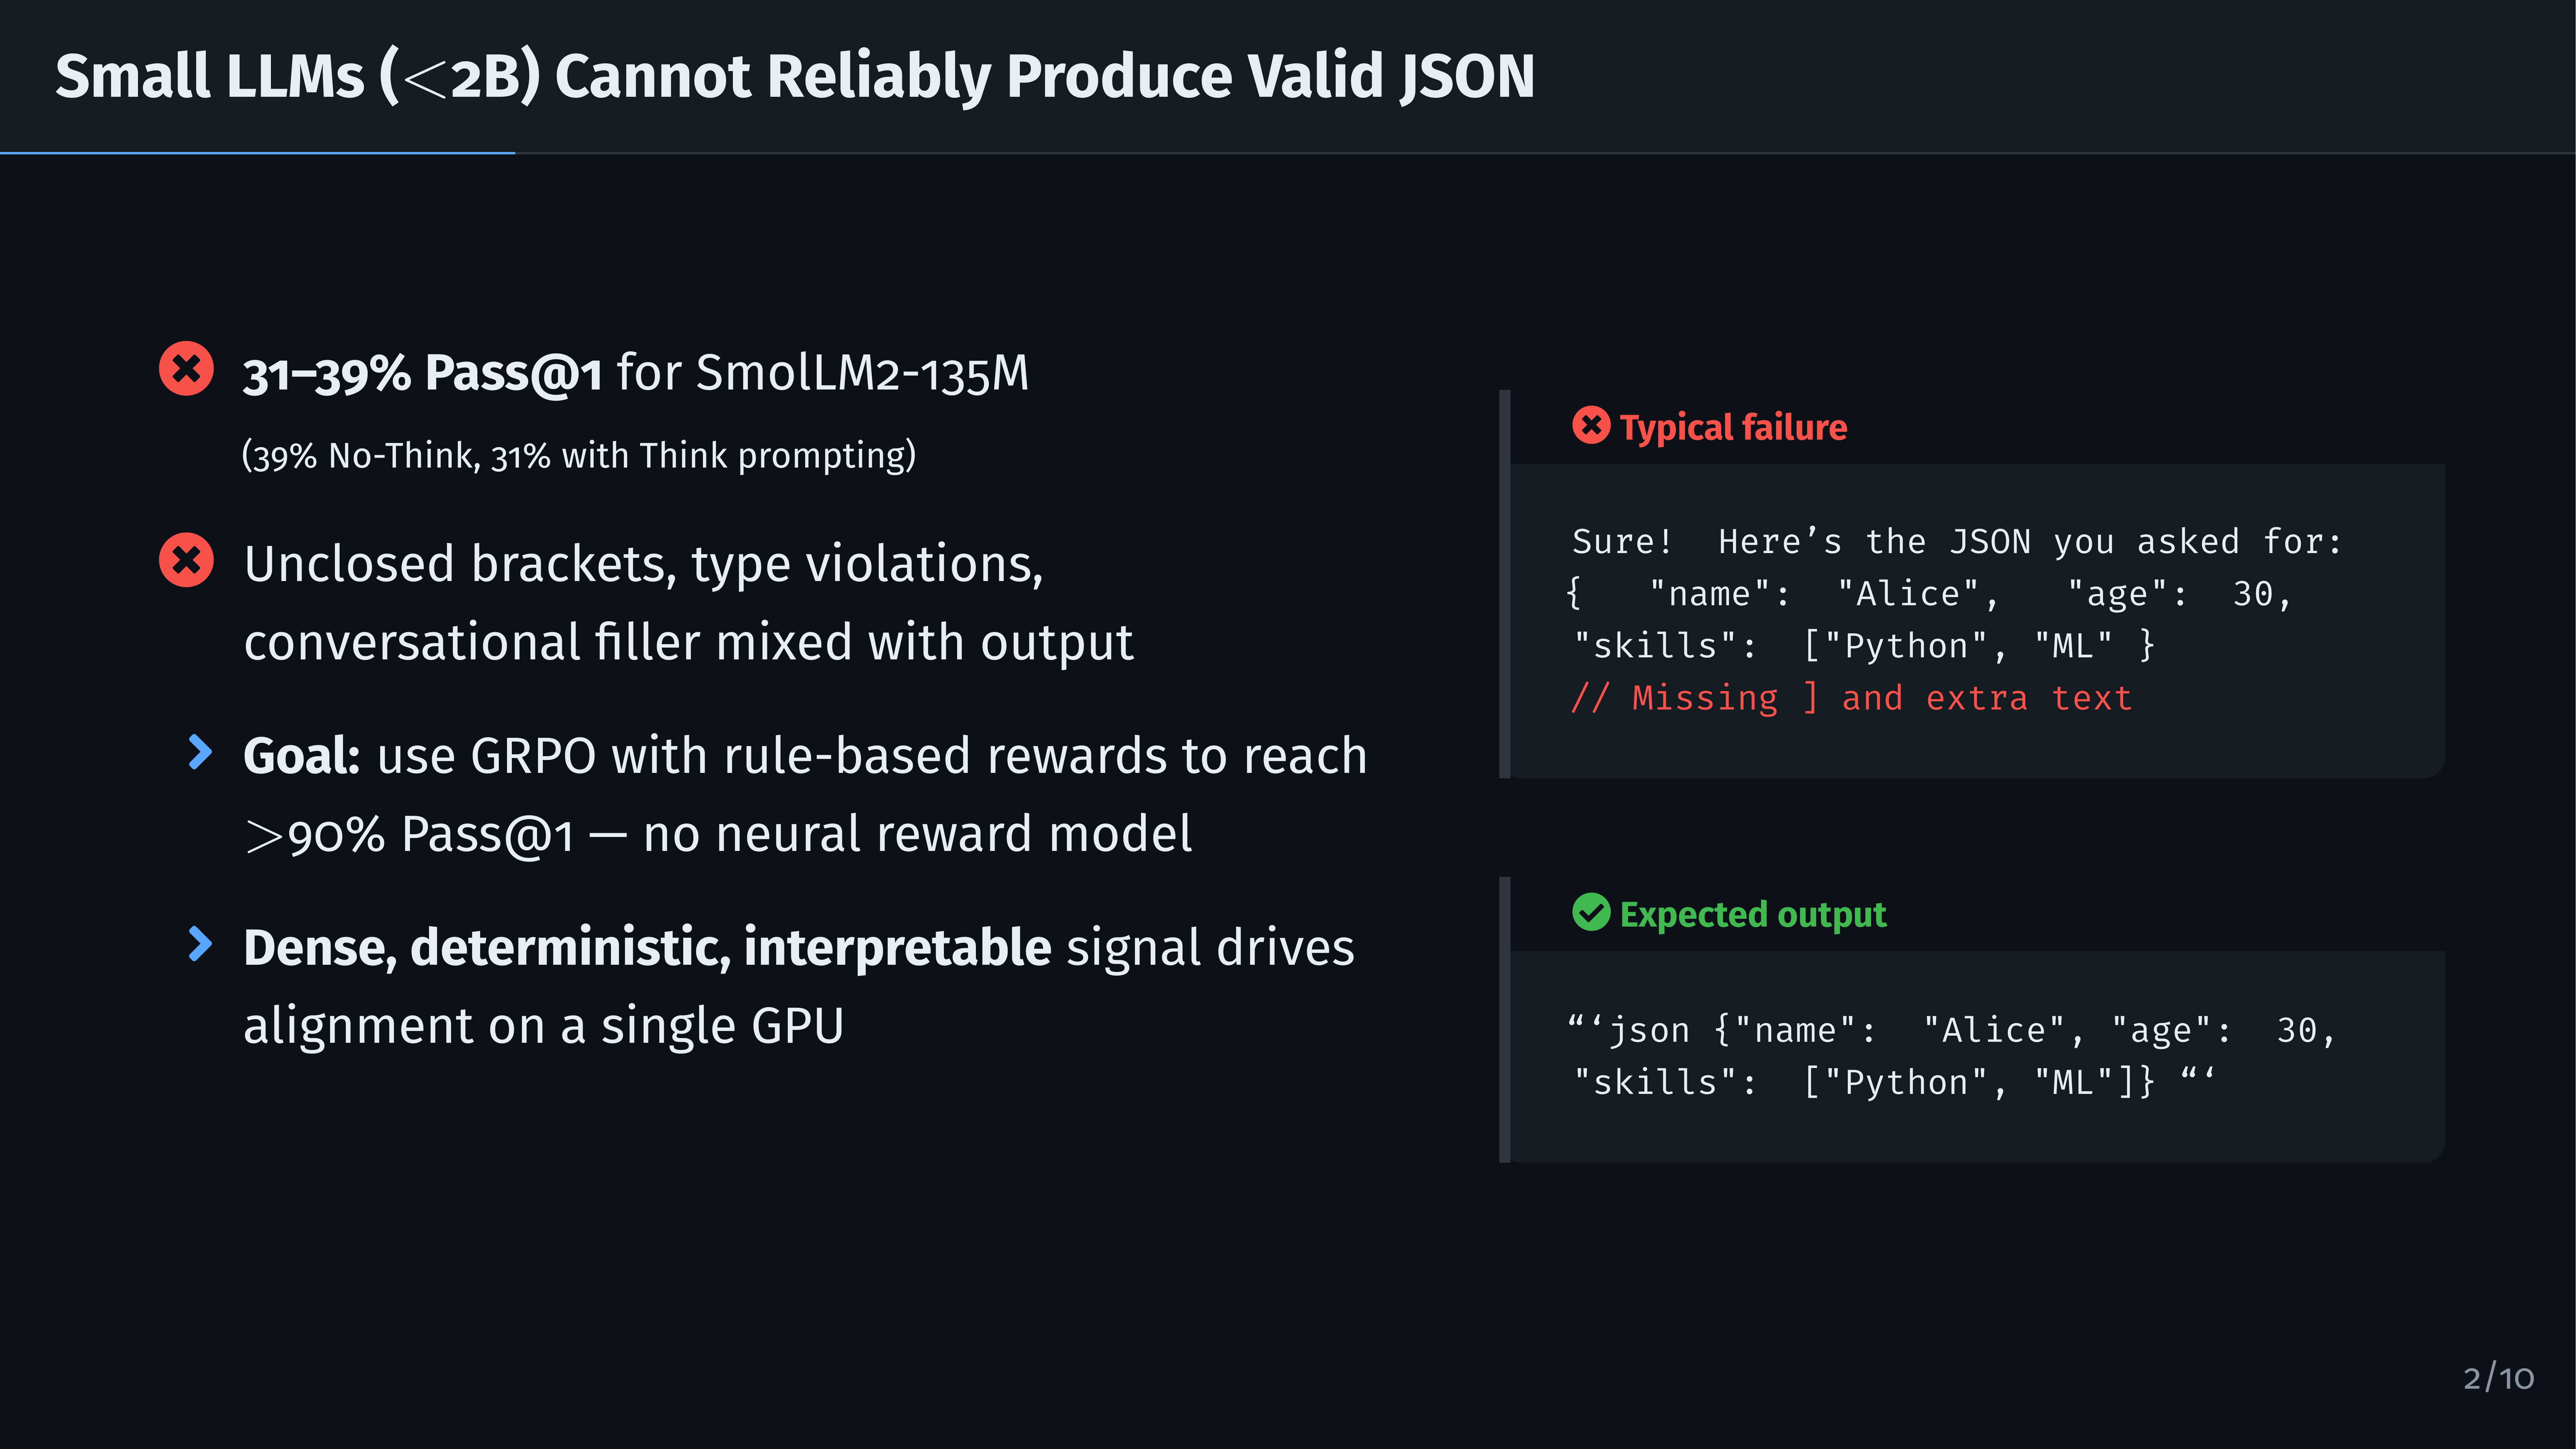 Small LLMs (<2B) Cannot Reliably Produce Valid JSON
31–39% Pass@1 for SmolLM2-135M
(39% No-Think, 31% with Think prompting)
Unclosed brackets, type violations,
conversational filler mixed with output
Goal: use GRPO with rule-based rewards to reach
>90% Pass@1 — no neural reward model
Dense, deterministic, interpretable signal drives
alignment on a single GPU
Typical failure
Sure!  Here’s the JSON you asked for:
{   "name":  "Alice",   "age":  30,
"skills":  ["Python", "ML" }
// Missing ] and extra text
Expected output
“‘json {"name":  "Alice", "age":  30,
"skills":  ["Python", "ML"]} “‘
2/10